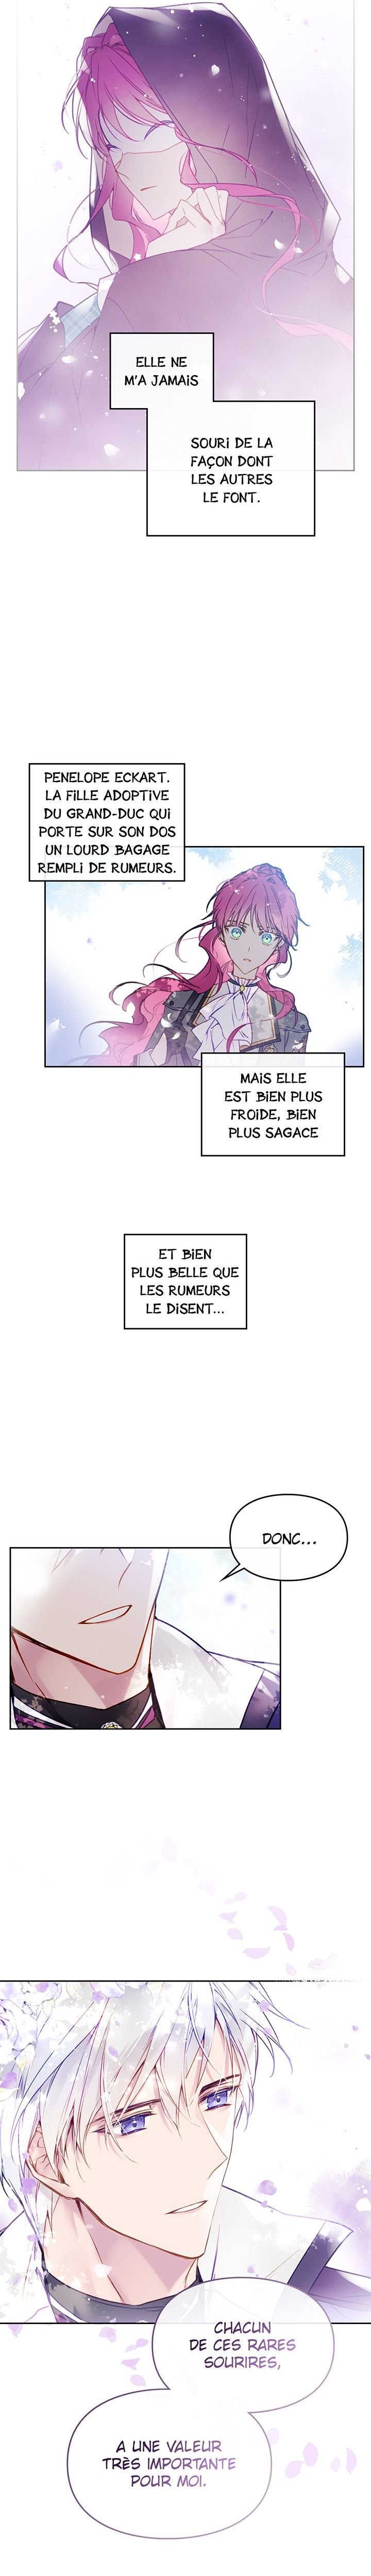 ELLE NE
M'A JAMAIS
SOURI DE LA
FAÇON DONT
LES AUTRES
LE FONT.
PENELOPE ECKART.
LA FILLE ADOPTIVE
DU GRAND-DUC QUI
PORTE SUR SON DOS
UN LOURD BAGAGE
REMPLI DE RUMEURS.
MAIS ELLE
EST BIEN PLUS
FROIDE, BIEN
PLUS SAGACE
ET BIEN
PLUS BELLE QUE
LES RUMEURS
LE DISENT...
DONC...
CHACUN
DE CES RARES
SOURIRES,
A UNE VALEUR
TRÈS IMPORTANTE
POUR MOI.